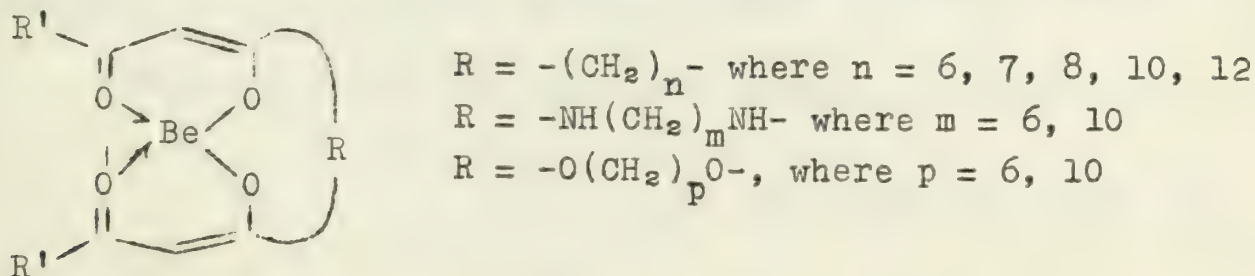 R' O O Be R O O R'
R = -(CH₂)ₙ- where n = 6, 7, 8, 10, 12
R = -NH(CH₂)ₘNH- where m = 6, 10
R = -O(CH₂)ₚO-, where p = 6, 10